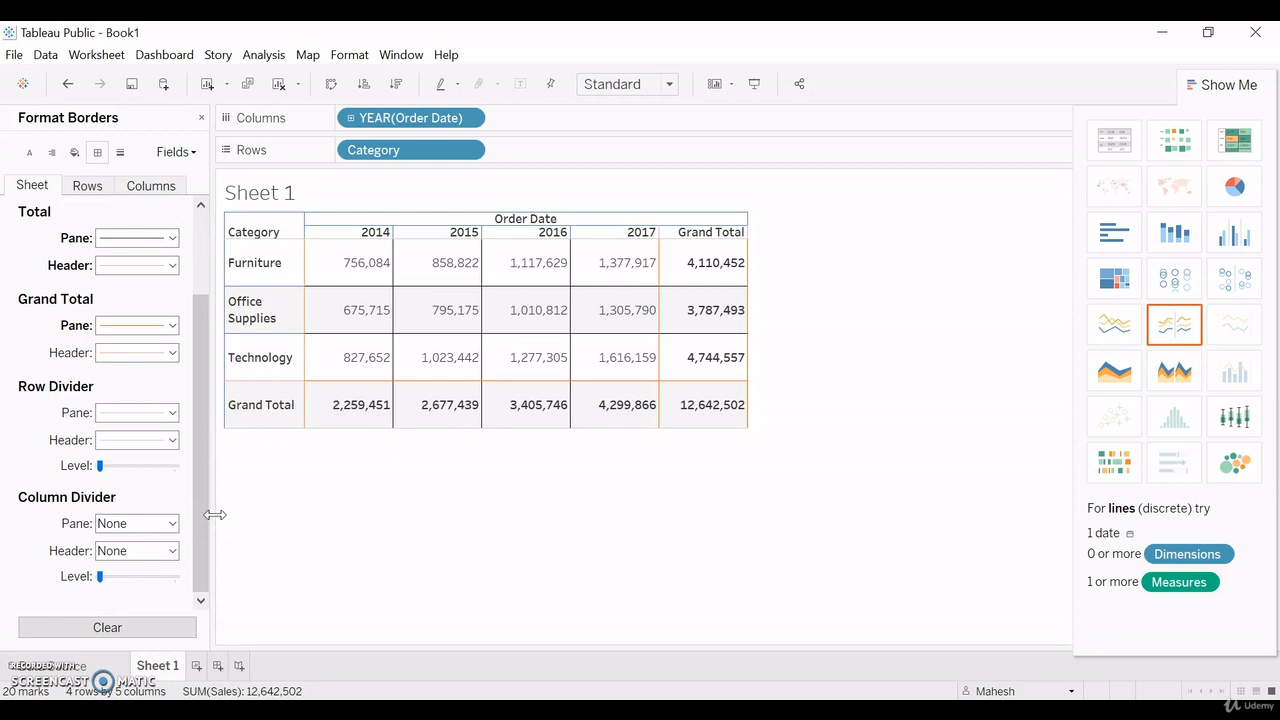 Tableau Public - Book1
File Data Worksheet Dashboard Story Analysis Map Format Window Help
Standard
Show Me
Format Borders
Fields
Sheet Rows Columns
Total
Pane:
Header:
Grand Total
Pane:
Header:
Row Divider
Pane:
Header:
Level:
Column Divider
Pane: None
Header: None
Level:
Clear
Columns YEAR(Order Date)
Rows Category
Sheet 1
Order Date
Category 2014 2015 2016 2017 Grand Total
Furniture 756,084 858,822 1,117,629 1,377,917 4,110,452
Office
Supplies 675,715 795,175 1,010,812 1,305,790 3,787,493
Technology 827,652 1,023,442 1,277,305 1,616,159 4,744,557
Grand Total 2,259,451 2,677,439 3,405,746 4,299,866 12,642,502
For lines (discrete) try
1 date
0 or more Dimensions
1 or more Measures
Sheet 1
RECORDED WITH
SCREENCAST MATIC
20 marks 4 rows by 5 columns SUM(Sales): 12,642,502
Mahesh
Udemy